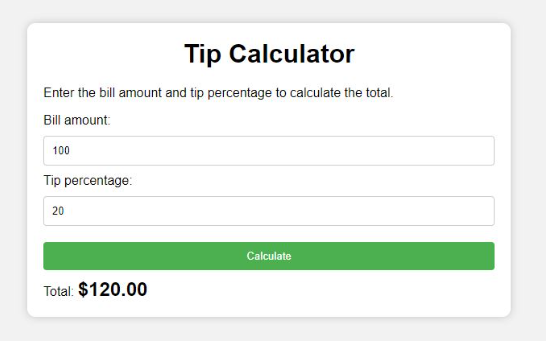 Tip Calculator
Enter the bill amount and tip percentage to calculate the total.
Bill amount:
100
Tip percentage:
20
Calculate
Total: $120.00